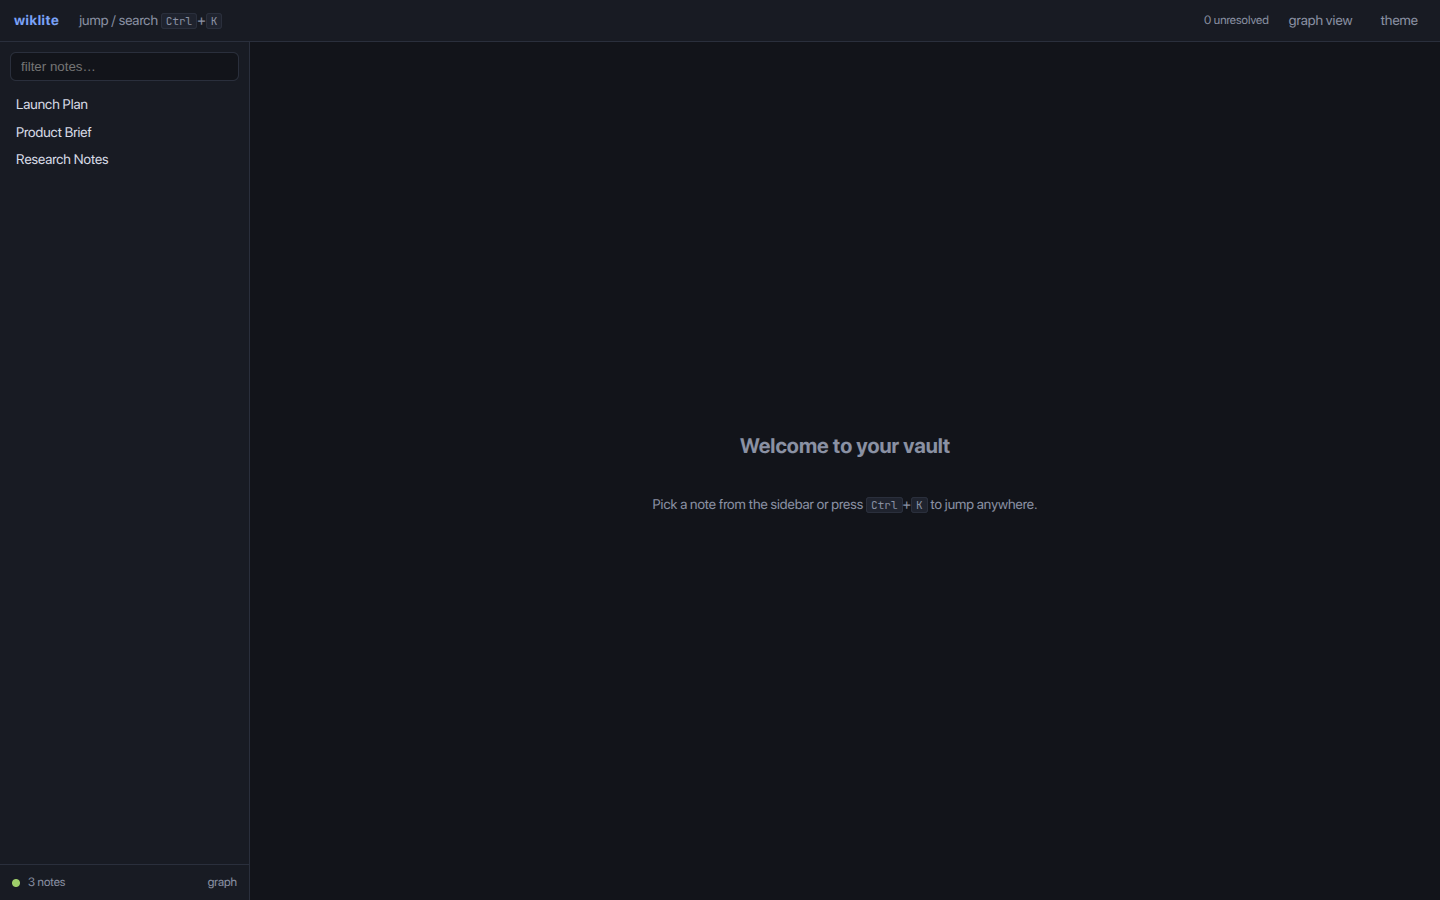 wiklite jump / search Ctrl+K 0 unresolved graph view theme
filter notes…
Launch Plan
Product Brief
Research Notes
Welcome to your vault
Pick a note from the sidebar or press Ctrl+K to jump anywhere.
3 notes graph